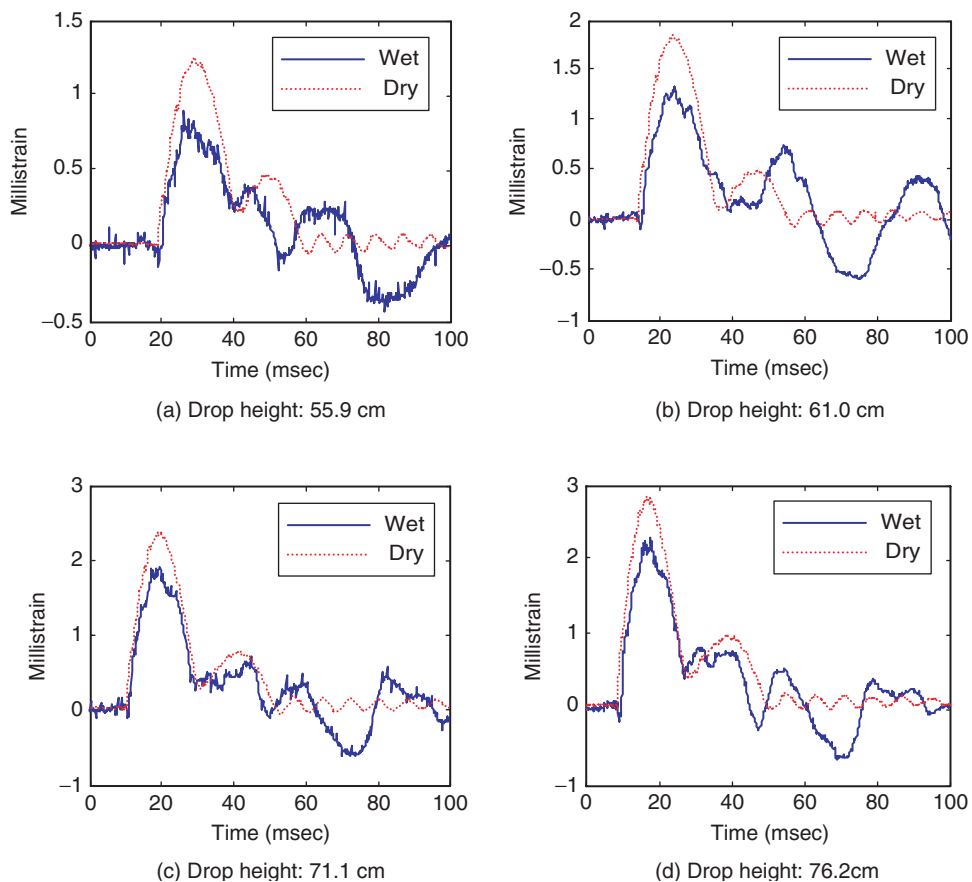 1.5
1
0.5
0
−0.5
Millistrain
Wet
Dry
0 20 40 60 80 100
Time (msec)
(a) Drop height: 55.9 cm
2
1.5
1
0.5
0
−0.5
−1
Millistrain
Wet
Dry
0 20 40 60 80 100
Time (msec)
(b) Drop height: 61.0 cm
3
2
1
0
−1
Millistrain
Wet
Dry
0 20 40 60 80 100
Time (msec)
(c) Drop height: 71.1 cm
3
2
1
0
−1
Millistrain
Wet
Dry
0 20 40 60 80 100
Time (msec)
(d) Drop height: 76.2cm